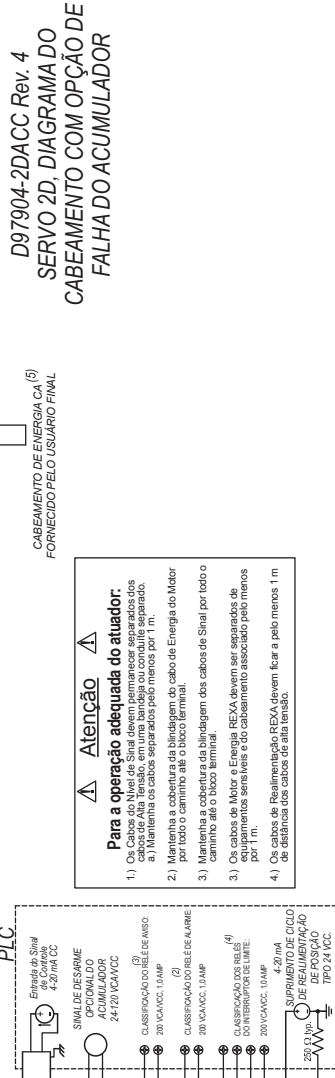 D97904-2DACC Rev. 4
SERVO 2D, DIAGRAMA DO
CABEAMENTO COM OPÇÃO DE
FALHA DO ACUMULADOR
CABEAMENTO DE ENERGIA CA (5)
FORNECIDO PELO USUÁRIO FINAL
Atenção
Para a operação adequada do atuador:
1.) Os Cabos do Nível de Sinal devem permanecer separados dos
cabos de Alta Tensão, em uma bandeja ou conduíte separado.
a.) Mantenha os cabos separados pelo menos por 1 m.
2.) Mantenha a cobertura da blindagem do cabo de Energia do Motor
por todo o caminho até o bloco terminal.
3.) Mantenha a cobertura da blindagem dos cabos de Sinal por todo o
caminho até o bloco terminal.
3.) Os cabos de Motor e Energia REXA devem ser separados de
equipamentos sensíveis e do cabeamento associado pelo menos
por 1 m.
4.) Os cabos de Realimentação REXA devem ficar a pelo menos 1 m
de distância dos cabos de alta tensão.
PLC
Entrada do Sinal
de Controle
4-20 mA CC
SINAL DE DESARME
OPCIONAL DO
ACUMULADOR
24-120 VCA/VCC
(3)
CLASSIFICAÇÃO DO RELÉ DE AVISO:
200 VCA/VCC, 1,0 AMP
(2)
CLASSIFICAÇÃO DO RELÉ DE ALARME:
200 VCA/VCC, 1,0 AMP
(4)
CLASSIFICAÇÃO DOS RELÉS
DO INTERRUPTOR DE LIMITE:
200 VCA/VCC, 1,0 AMP
4-20 mA
SUPRIMENTO DE CICLO
DE REALIMENTAÇÃO
DE POSIÇÃO
TIPO 24 VCC.
250 Ω typ.